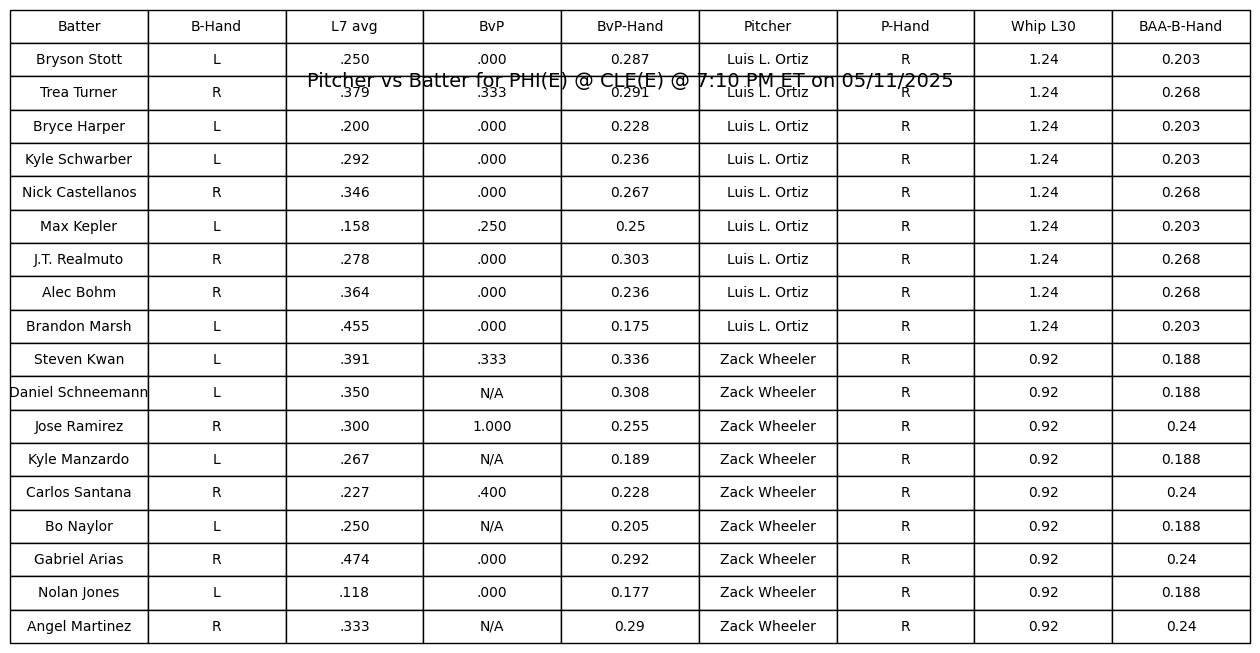 Batter B-Hand L7 avg BvP BvP-Hand Pitcher P-Hand Whip L30 BAA-B-Hand
Bryson Stott L .250 .000 0.287 Luis L. Ortiz R 1.24 0.203
Pitcher vs Batter for PHI(E) @ CLE(E) @ 7:10 PM ET on 05/11/2025
Trea Turner R .379 .333 0.291 Luis L. Ortiz R 1.24 0.268
Bryce Harper L .200 .000 0.228 Luis L. Ortiz R 1.24 0.203
Kyle Schwarber L .292 .000 0.236 Luis L. Ortiz R 1.24 0.203
Nick Castellanos R .346 .000 0.267 Luis L. Ortiz R 1.24 0.268
Max Kepler L .158 .250 0.25 Luis L. Ortiz R 1.24 0.203
J.T. Realmuto R .278 .000 0.303 Luis L. Ortiz R 1.24 0.268
Alec Bohm R .364 .000 0.236 Luis L. Ortiz R 1.24 0.268
Brandon Marsh L .455 .000 0.175 Luis L. Ortiz R 1.24 0.203
Steven Kwan L .391 .333 0.336 Zack Wheeler R 0.92 0.188
Daniel Schneemann L .350 N/A 0.308 Zack Wheeler R 0.92 0.188
Jose Ramirez R .300 1.000 0.255 Zack Wheeler R 0.92 0.24
Kyle Manzardo L .267 N/A 0.189 Zack Wheeler R 0.92 0.188
Carlos Santana R .227 .400 0.228 Zack Wheeler R 0.92 0.24
Bo Naylor L .250 N/A 0.205 Zack Wheeler R 0.92 0.188
Gabriel Arias R .474 .000 0.292 Zack Wheeler R 0.92 0.24
Nolan Jones L .118 .000 0.177 Zack Wheeler R 0.92 0.188
Angel Martinez R .333 N/A 0.29 Zack Wheeler R 0.92 0.24